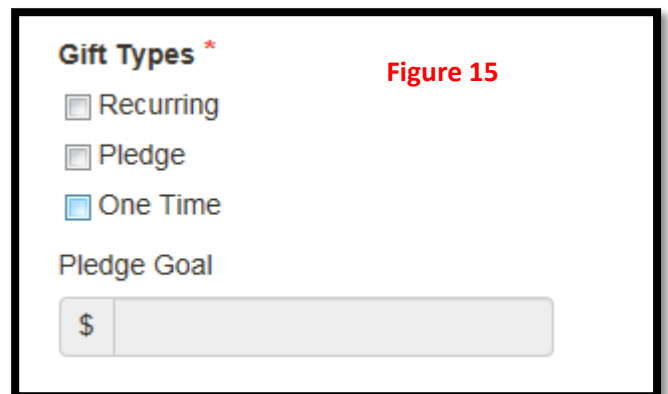 Gift Types *
Figure 15
Recurring
Pledge
One Time
Pledge Goal
$